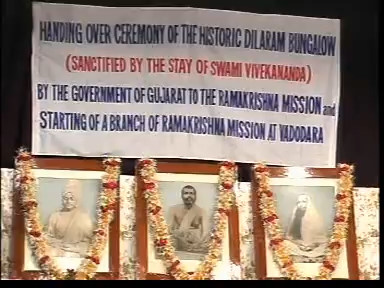 HANDING OVER CEREMONY OF THE HISTORIC DILARAM BUNGALOW
(SANCTIFIED BY THE STAY OF SWAMI VIVEKANANDA)
BY THE GOVERNMENT OF GUJARAT TO THE RAMAKRISHNA MISSION and
STARTING OF A BRANCH OF RAMAKRISHNA MISSION AT VADODARA